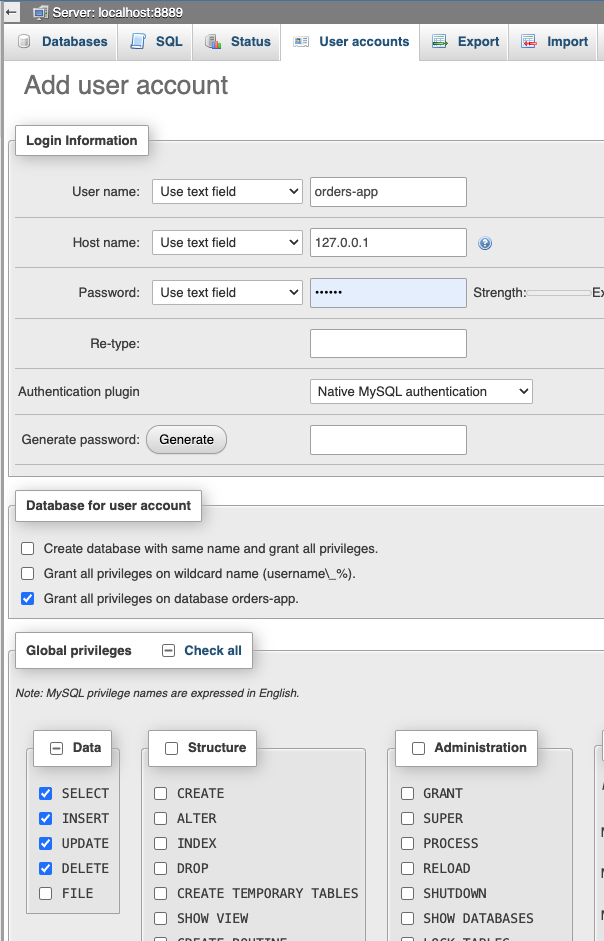 Server: localhost:8889
Databases SQL Status User accounts Export Import
Add user account
Login Information
User name: Use text field orders-app
Host name: Use text field 127.0.0.1
Password: Use text field •••••• Strength:
Re-type:
Authentication plugin Native MySQL authentication
Generate password: Generate
Database for user account
Create database with same name and grant all privileges.
Grant all privileges on wildcard name (username\_%).
Grant all privileges on database orders-app.
Global privileges Check all
Note: MySQL privilege names are expressed in English.
Data Structure Administration
SELECT CREATE GRANT
INSERT ALTER SUPER
UPDATE INDEX PROCESS
DELETE DROP RELOAD
FILE CREATE TEMPORARY TABLES SHUTDOWN
SHOW VIEW SHOW DATABASES
CREATE ROUTINE LOCK TABLES